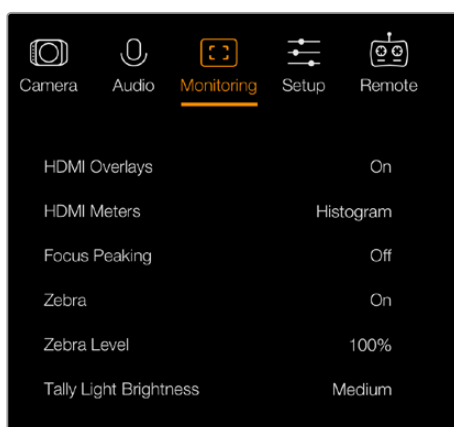 Camera Audio Monitoring Setup Remote
HDMI Overlays On
HDMI Meters Histogram
Focus Peaking Off
Zebra On
Zebra Level 100%
Tally Light Brightness Medium